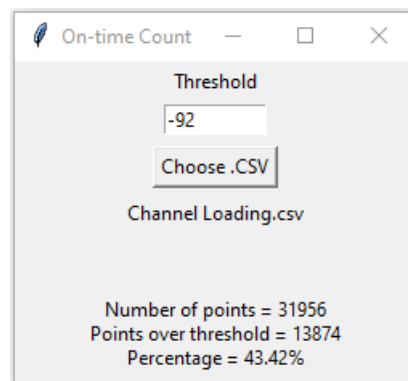 On-time Count
Threshold
-92
Choose .CSV
Channel Loading.csv
Number of points = 31956
Points over threshold = 13874
Percentage = 43.42%